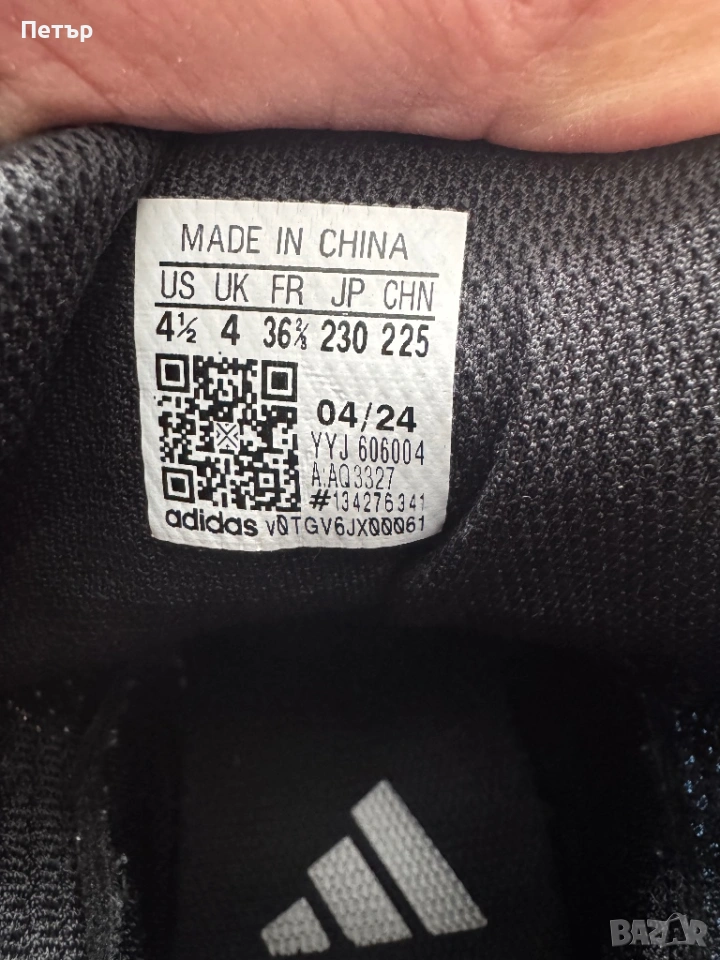 Петър
MADE IN CHINA
US UK FR JP CHN
4½ 4 36⅔ 230 225
04/24
YYJ 606004
A:AQ3327
#134276341
adidas v0TGV6JX00061
BAZAR